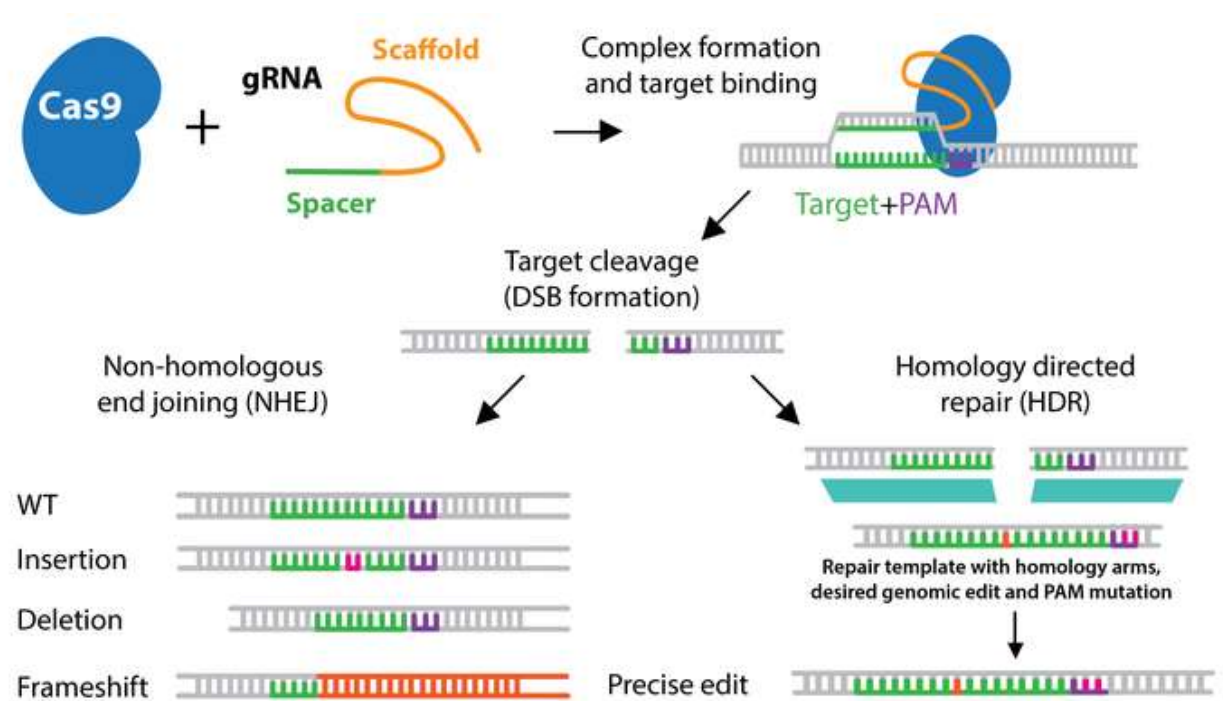 Cas9
+
gRNA
Scaffold
Spacer
Complex formation
and target binding
Target+PAM
Target cleavage
(DSB formation)
Non-homologous
end joining (NHEJ)
Homology directed
repair (HDR)
WT
Insertion
Deletion
Frameshift
Repair template with homology arms,
desired genomic edit and PAM mutation
Precise edit